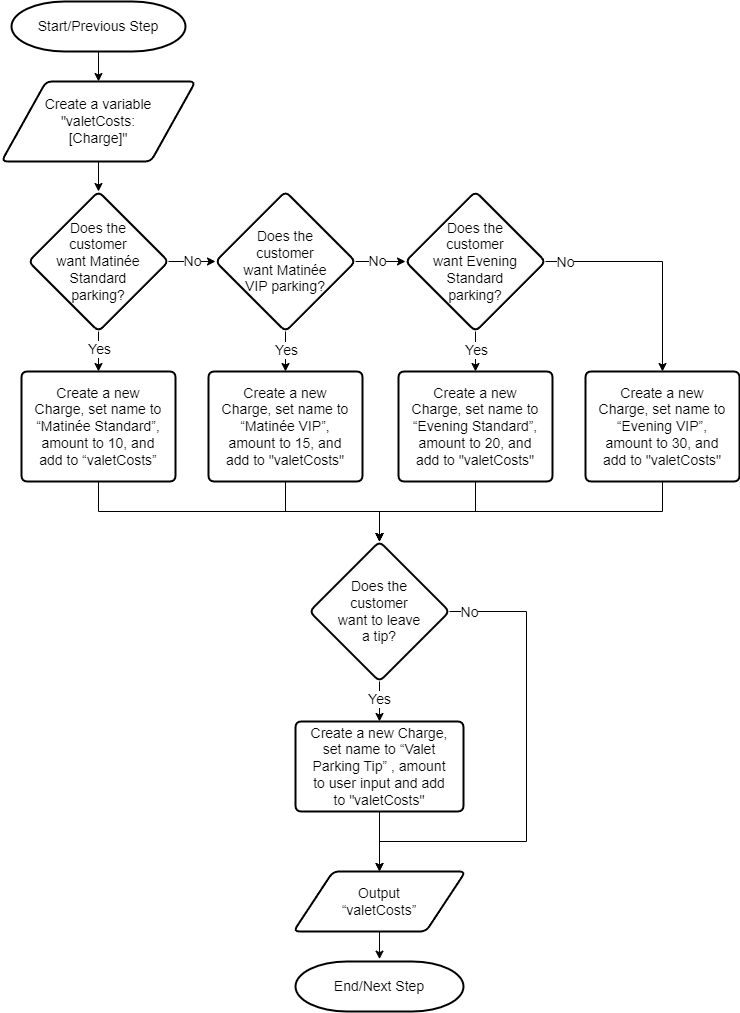 Start/Previous Step
Create a variable
"valetCosts:
[Charge]"
Does the
customer
want Matinée
Standard
parking?
No
Does the
customer
want Matinée
VIP parking?
No
Does the
customer
want Evening
Standard
parking?
No
Yes
Yes
Yes
Create a new
Charge, set name to
“Matinée Standard”,
amount to 10, and
add to “valetCosts”
Create a new
Charge, set name to
“Matinée VIP”,
amount to 15, and
add to "valetCosts"
Create a new
Charge, set name to
“Evening Standard”,
amount to 20, and
add to "valetCosts"
Create a new
Charge, set name to
“Evening VIP”,
amount to 30, and
add to "valetCosts"
Does the
customer
want to leave
a tip?
No
Yes
Create a new Charge,
set name to “Valet
Parking Tip” , amount
to user input and add
to "valetCosts"
Output
“valetCosts”
End/Next Step